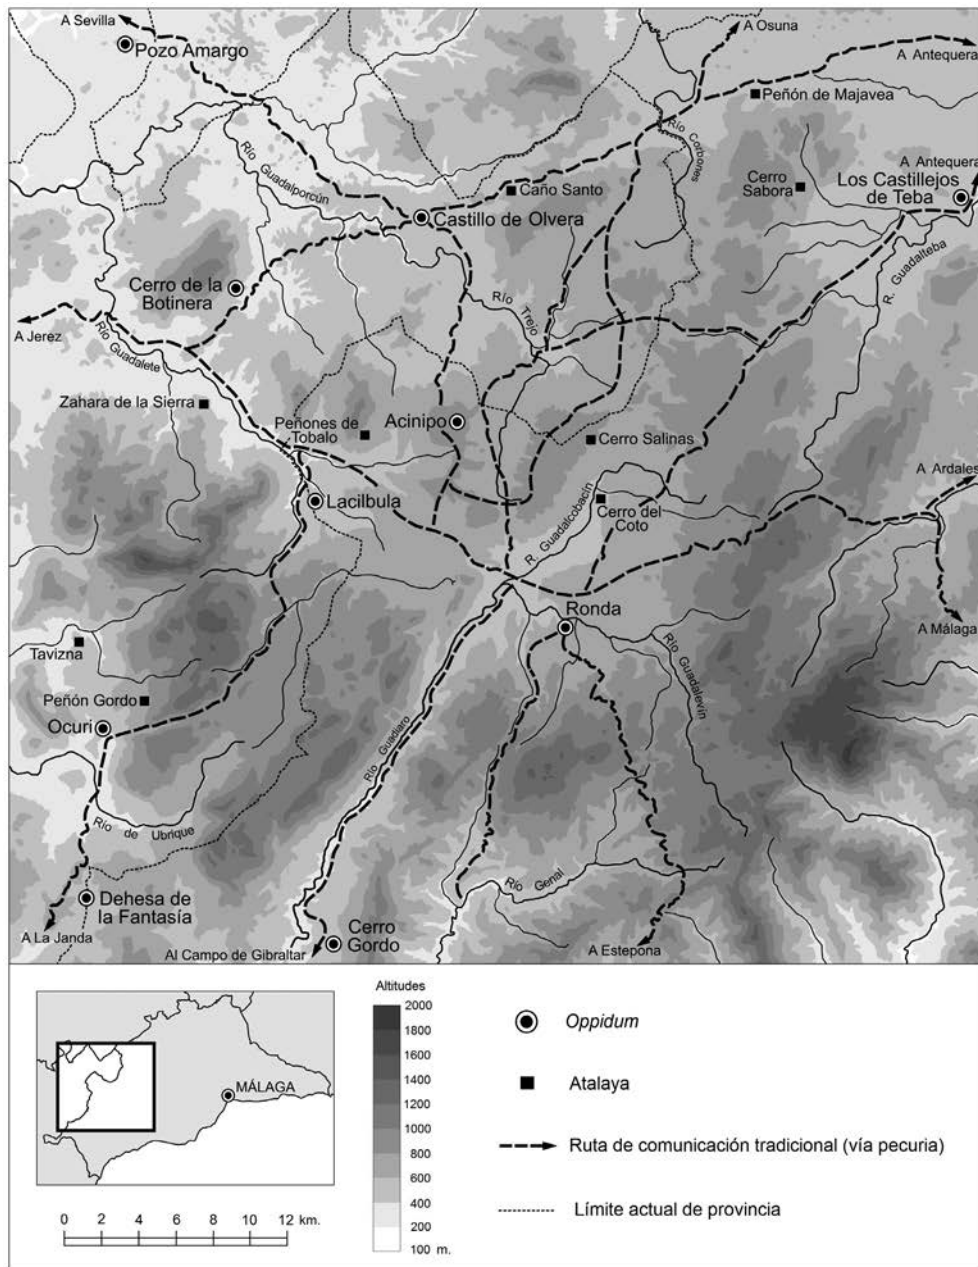 A Sevilla
Pozo Amargo
A Osuna
A Antequera
Peñón de Majavea
Río Corbones
Río Guadalporcún
Caño Santo
Cerro
Sabora
A Antequera
Los Castillejos
de Teba
Castillo de Olvera
R. Guadalteba
Cerro de la
Botinera
Río Trejo
A Jerez
Río Guadalete
Zahara de la Sierra
Peñones de
Tobalo
Acinipo
Cerro Salinas
A Ardales
Lacilbula
R. Guadalcobacín
Cerro del
Coto
Ronda
A Málaga
Tavizna
Río Guadalevín
Peñón Gordo
Ocuri
Río Guadiaro
Río de Ubrique
Río Genal
Dehesa de
la Fantasía
A La Janda
Cerro
Gordo
Al Campo de Gibraltar
A Estepona
Altitudes
2000
1800
1600
1400
1200
1000
800
600
400
200
100 m.
MÁLAGA
0 2 4 6 8 10 12 km.
Oppidum
Atalaya
Ruta de comunicación tradicional (vía pecuria)
Límite actual de provincia